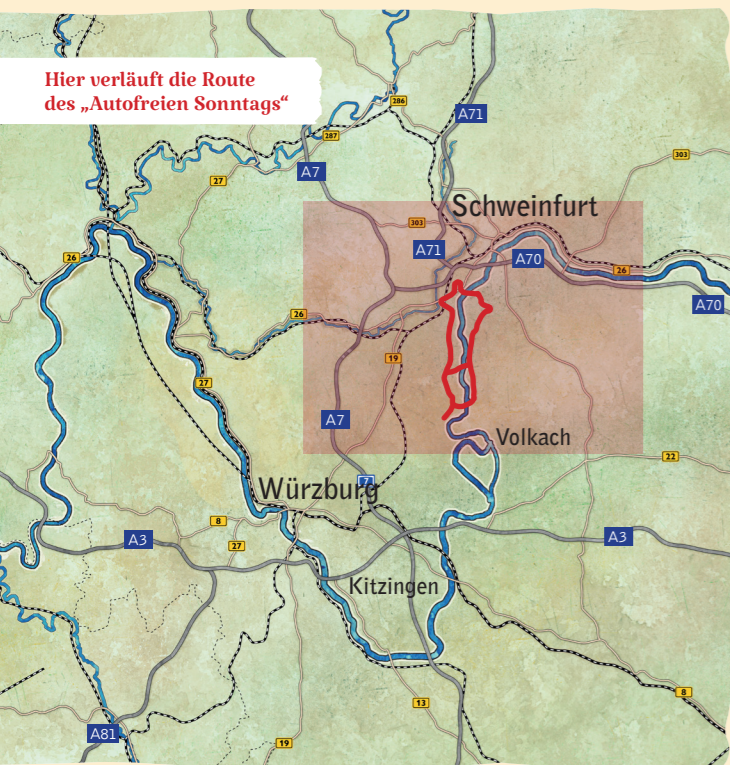 Hier verläuft die Route
des „Autofreien Sonntags“
286
A71
287
303
A7
27
Schweinfurt
303
A71
26
A70
26
A70
26
19
27
A7
Volkach
22
7
Würzburg
8
A3
27
A3
Kitzingen
8
13
A81
19